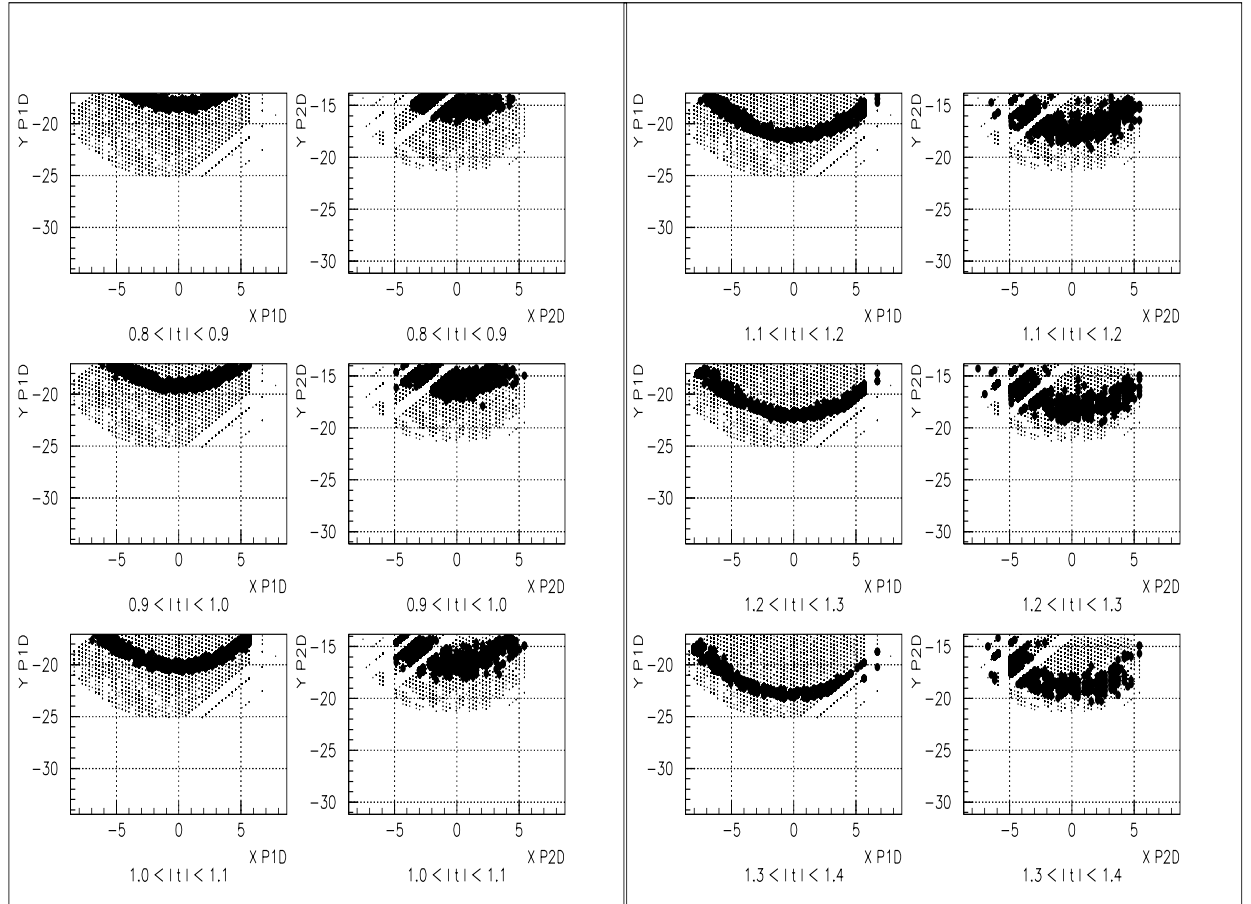 Y P1D
−20
−25
−30
−5 0 5
X P1D
0.8 < | t | < 0.9
Y P2D
−15
−20
−25
−30
−5 0 5
X P2D
0.8 < | t | < 0.9
Y P1D
−20
−25
−30
−5 0 5
X P1D
1.1 < | t | < 1.2
Y P2D
−15
−20
−25
−30
−5 0 5
X P2D
1.1 < | t | < 1.2
Y P1D
−20
−25
−30
−5 0 5
X P1D
0.9 < | t | < 1.0
Y P2D
−15
−20
−25
−30
−5 0 5
X P2D
0.9 < | t | < 1.0
Y P1D
−20
−25
−30
−5 0 5
X P1D
1.2 < | t | < 1.3
Y P2D
−15
−20
−25
−30
−5 0 5
X P2D
1.2 < | t | < 1.3
Y P1D
−20
−25
−30
−5 0 5
X P1D
1.0 < | t | < 1.1
Y P2D
−15
−20
−25
−30
−5 0 5
X P2D
1.0 < | t | < 1.1
Y P1D
−20
−25
−30
−5 0 5
X P1D
1.3 < | t | < 1.4
Y P2D
−15
−20
−25
−30
−5 0 5
X P2D
1.3 < | t | < 1.4